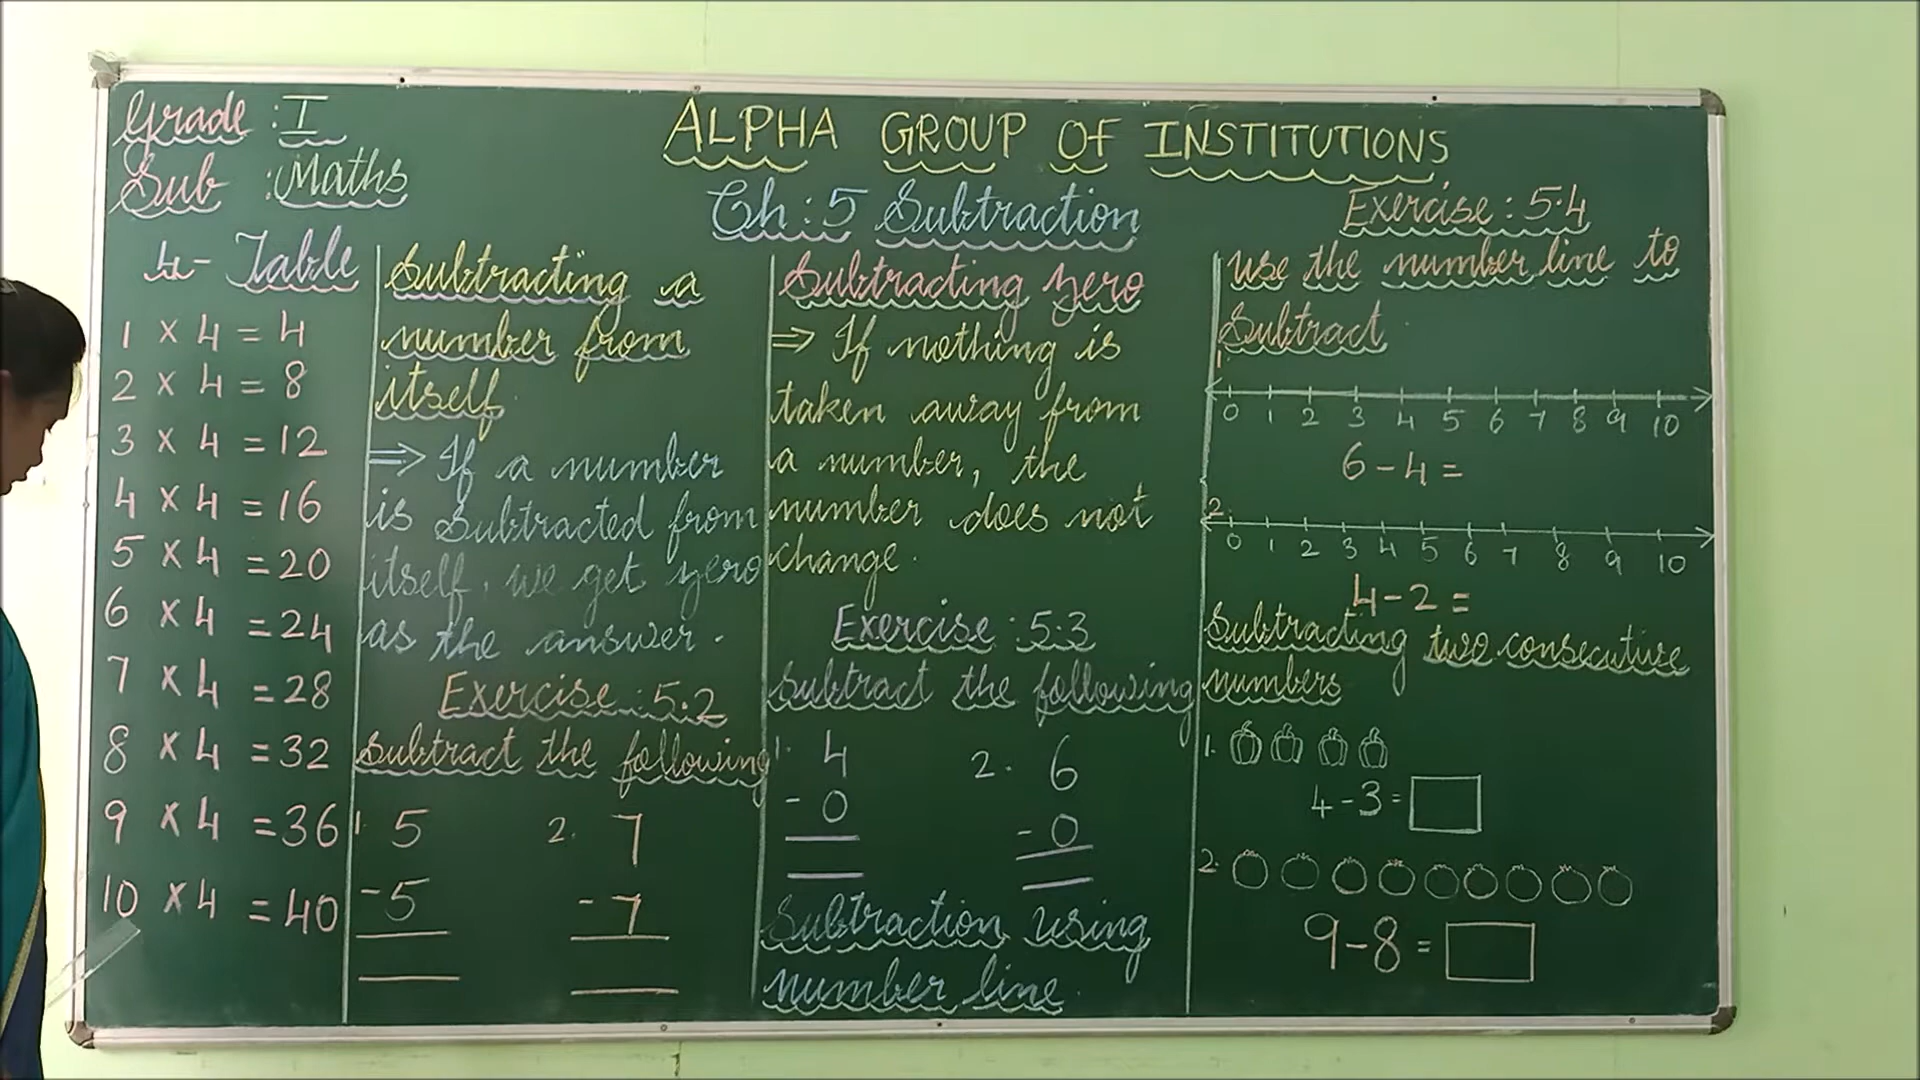 Grade : I
Sub : Maths
ALPHA GROUP OF INSTITUTIONS
Ch : 5 Subtraction
4- Table
1 × 4 = 4
2 × 4 = 8
3 × 4 = 12
4 × 4 = 16
5 × 4 = 20
6 × 4 = 24
7 × 4 = 28
8 × 4 = 32
9 × 4 = 36
10 × 4 = 40
Subtracting a
number from
itself
⇒ If a number
is Subtracted from
itself, we get zero
as the answer.
Exercise : 5.2
Subtract the following
1. 5 2. 7
- 5 - 7
Subtracting zero
⇒ If nothing is
taken away from
a number, the
number does not
change.
Exercise : 5.3
Subtract the following
1. 4 2. 6
- 0 - 0
Subtraction using
number line
Exercise : 5.4
use the number line to
Subtract
1
0 1 2 3 4 5 6 7 8 9 10
6 - 4 =
2.
0 1 2 3 4 5 6 7 8 9 10
4 - 2 =
Subtracting two consecutive
numbers
1.
4 - 3 =
2.
9 - 8 =